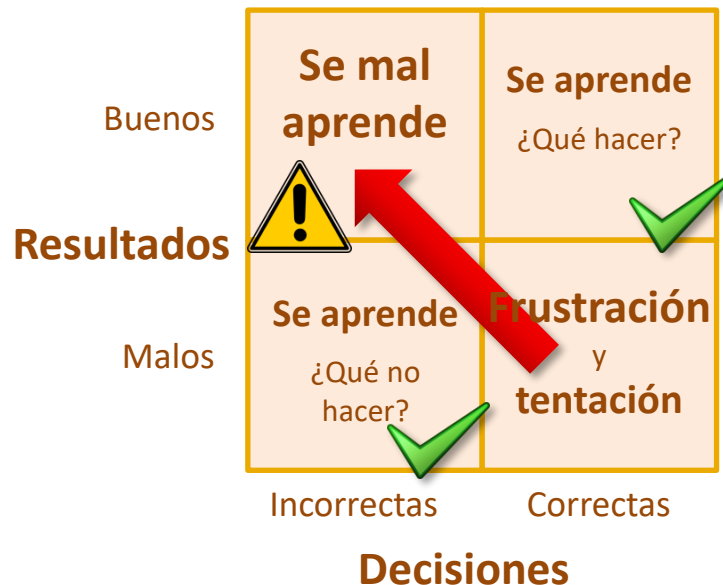 Se mal
aprende
Se aprende
¿Qué hacer?
Buenos
Resultados
Malos
Se aprende
¿Qué no
hacer?
Frustración
y
tentación
Incorrectas
Correctas
Decisiones